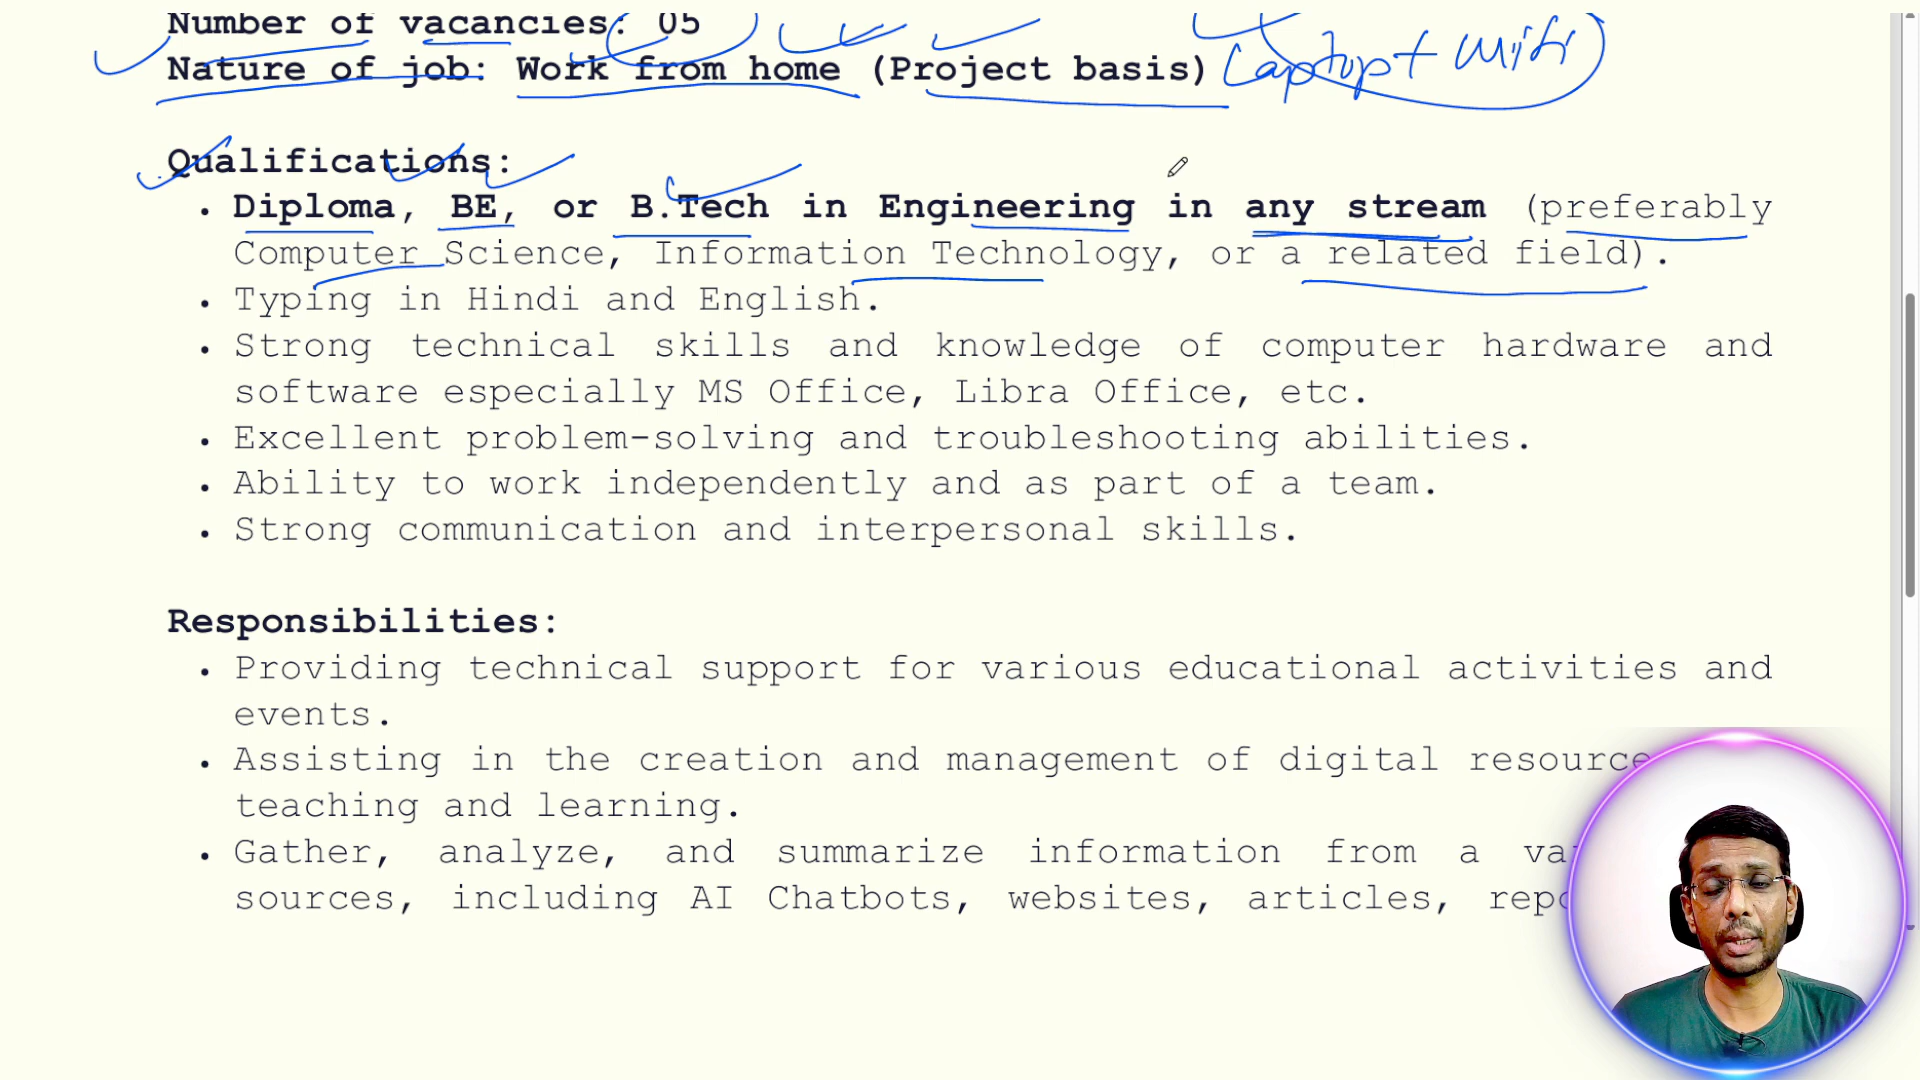 Number of vacancies: 05
Nature of job: Work from home (Project basis) Laptop + Wifi
Qualifications:
• Diploma, BE, or B.Tech in Engineering in any stream (preferably
Computer Science, Information Technology, or a related field).
• Typing in Hindi and English.
• Strong technical skills and knowledge of computer hardware and
software especially MS Office, Libra Office, etc.
• Excellent problem-solving and troubleshooting abilities.
• Ability to work independently and as part of a team.
• Strong communication and interpersonal skills.
Responsibilities:
• Providing technical support for various educational activities and
events.
• Assisting in the creation and management of digital resource
teaching and learning.
• Gather, analyze, and summarize information from a va
sources, including AI Chatbots, websites, articles, repo